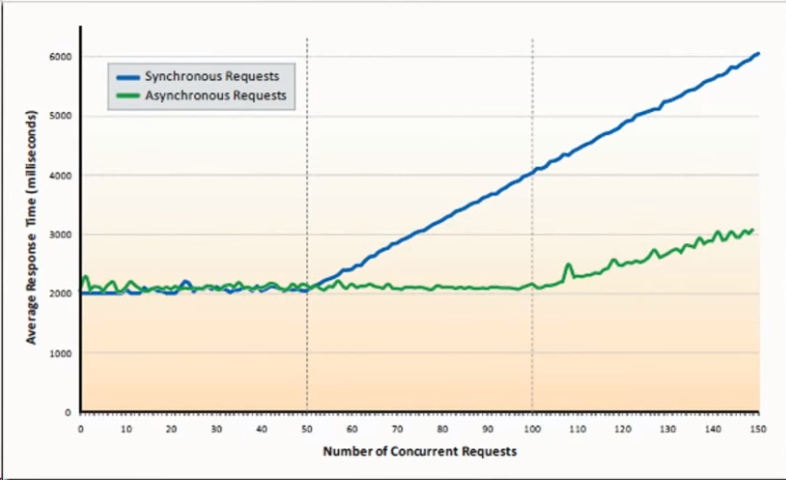 Synchronous Requests
Asynchronous Requests
Average Response Time (milliseconds)
6000
5000
4000
3000
2000
1000
0
0 10 20 30 40 50 60 70 80 90 100 110 120 130 140 150
Number of Concurrent Requests